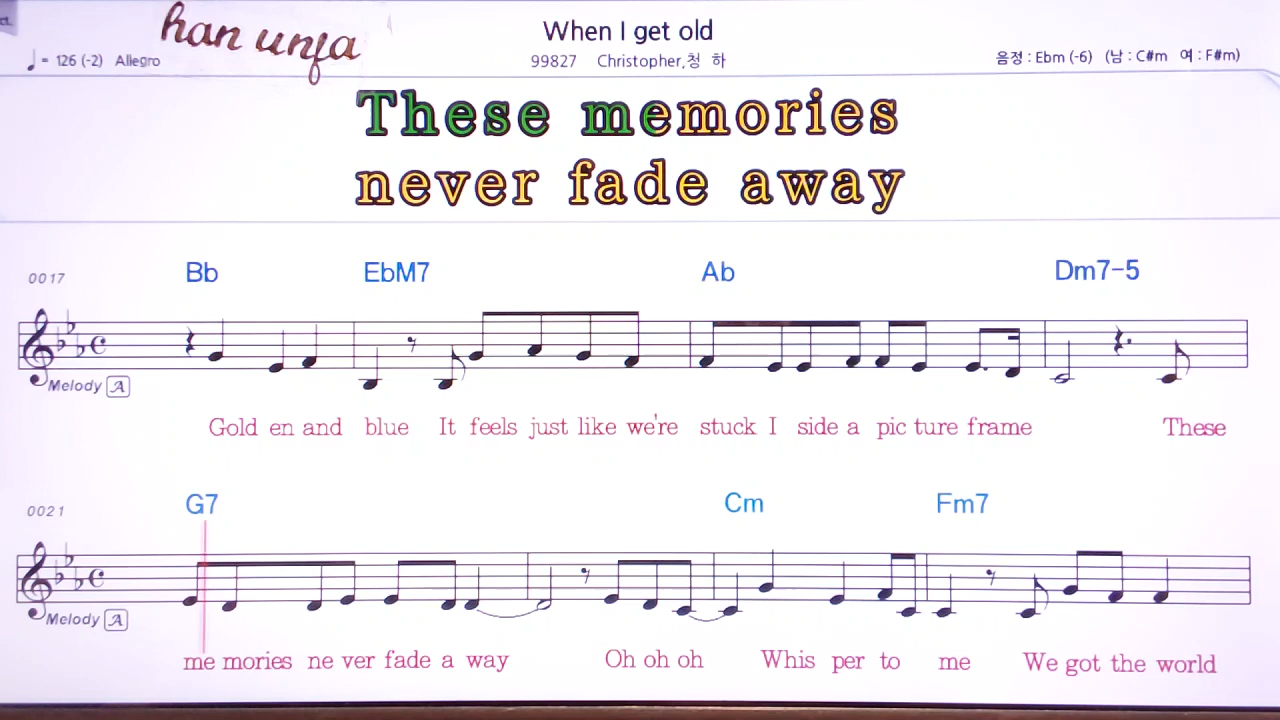 ct.
han unfa
When I get old
♩ = 126 (-2) Allegro
99827 Christopher,청 하
음정 : Ebm (-6) (남 : C#m 여 : F#m)
These memories
never fade away
0017
Bb EbM7 Ab Dm7-5
Melody A
Gold en and blue It feels just like we're stuck I side a pic ture frame These
0021
G7 Cm Fm7
Melody A
me mories ne ver fade a way Oh oh oh Whis per to me We got the world